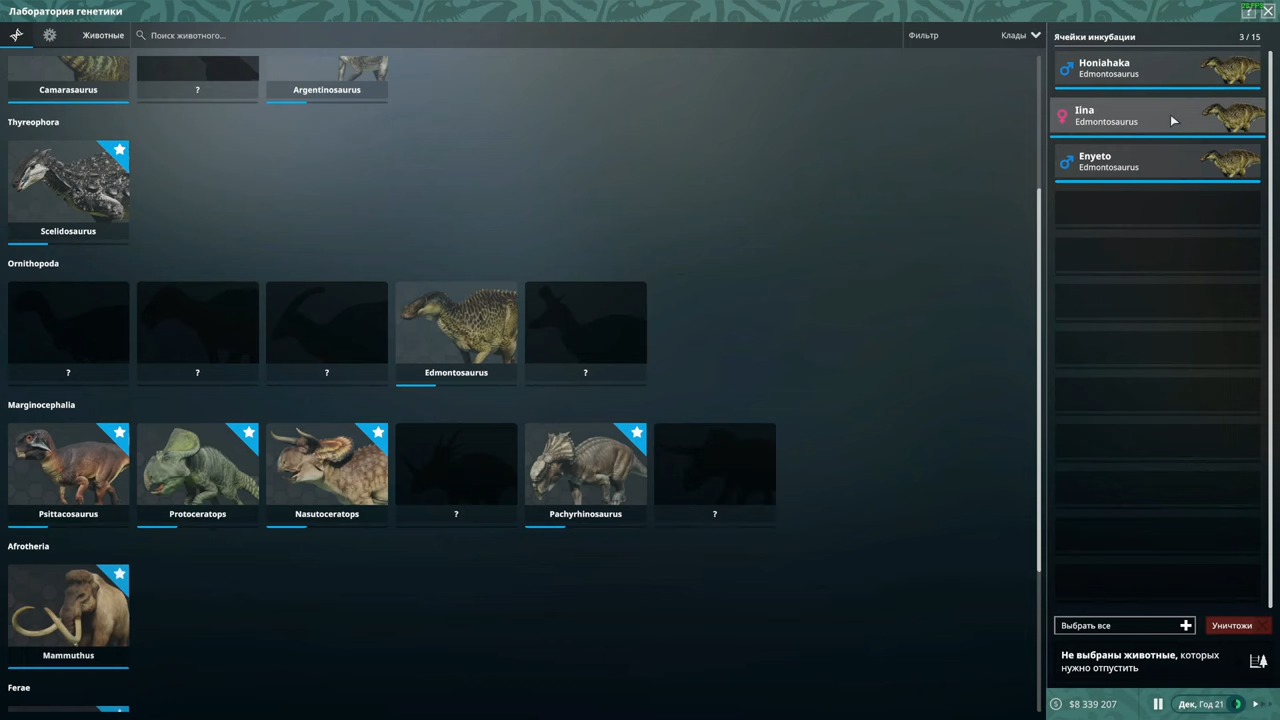 Лаборатория генетики
?
Животные
Поиск животного...
Фильтр
Клады
Ячейки инкубации
3 / 15
Camarasaurus
?
Argentinosaurus
Thyreophora
Scelidosaurus
Ornithopoda
?
?
?
Edmontosaurus
?
Marginocephalia
Psittacosaurus
Protoceratops
Nasutoceratops
?
Pachyrhinosaurus
?
Afrotheria
Mammuthus
Ferae
Honiahaka
Edmontosaurus
Iina
Edmontosaurus
Enyeto
Edmontosaurus
Выбрать все
Уничтожи
Не выбраны животные, которых
нужно отпустить
$8 339 207
Дек, Год 21